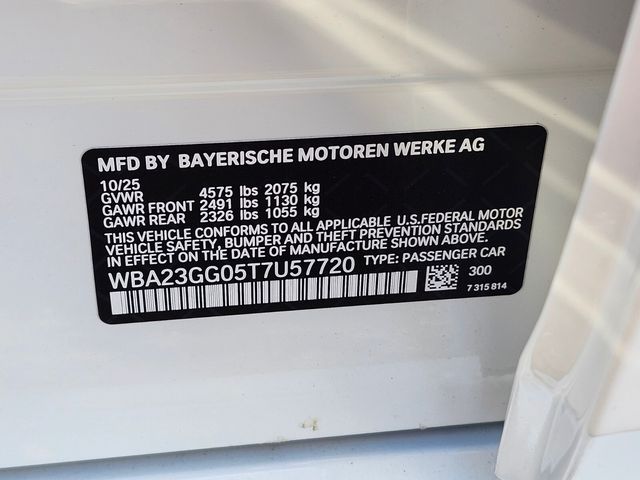 MFD BY BAYERISCHE MOTOREN WERKE AG
10/25
GVWR 4575 lbs 2075 kg
GAWR FRONT 2491 lbs 1130 kg
GAWR REAR 2326 lbs 1055 kg
THIS VEHICLE CONFORMS TO ALL APPLICABLE U.S.FEDERAL MOTOR
VEHICLE SAFETY, BUMPER, AND THEFT PREVENTION STANDARDS
IN EFFECT ON THE DATE OF MANUFACTURE SHOWN ABOVE.
WBA23GG05T7U57720 TYPE: PASSENGER CAR
300
7 315 814